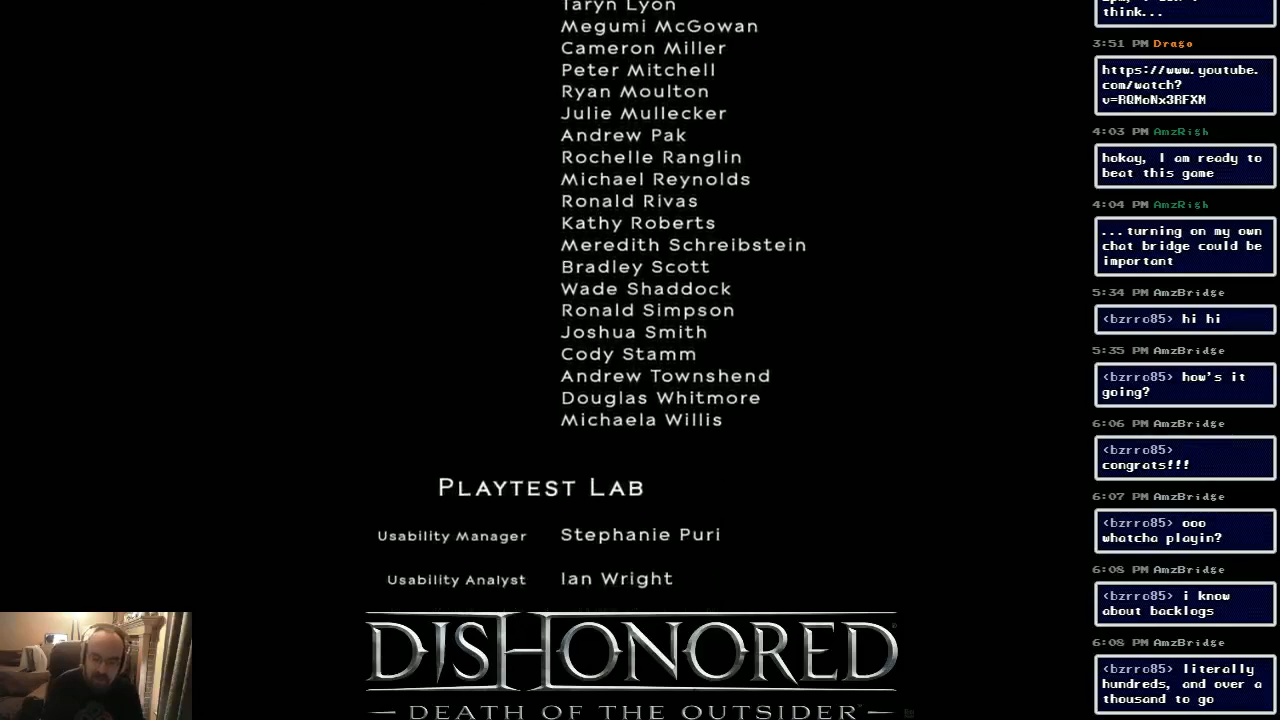 Taryn Lyon
Megumi McGowan
Cameron Miller
Peter Mitchell
Ryan Moulton
Julie Mullecker
Andrew Pak
Rochelle Ranglin
Michael Reynolds
Ronald Rivas
Kathy Roberts
Meredith Schreibstein
Bradley Scott
Wade Shaddock
Ronald Simpson
Joshua Smith
Cody Stamm
Andrew Townshend
Douglas Whitmore
Michaela Willis
PLAYTEST LAB
Usability Manager Stephanie Puri
Usability Analyst Ian Wright
DISHONORED
DEATH OF THE OUTSIDER
think...
3:51 PM Drago
https://www.youtube.
com/watch?
v=RQMoNx3RFXM
4:03 PM AmzRigh
hokay, I am ready to
beat this game
4:04 PM AmzRigh
...turning on my own
chat bridge could be
important
5:34 PM AmzBridge
<bzrro85> hi hi
5:35 PM AmzBridge
<bzrro85> how's it
going?
6:06 PM AmzBridge
<bzrro85>
congrats!!!
6:07 PM AmzBridge
<bzrro85> ooo
whatcha playin?
6:08 PM AmzBridge
<bzrro85> i know
about backlogs
6:08 PM AmzBridge
<bzrro85> literally
hundreds, and over a
thousand to go